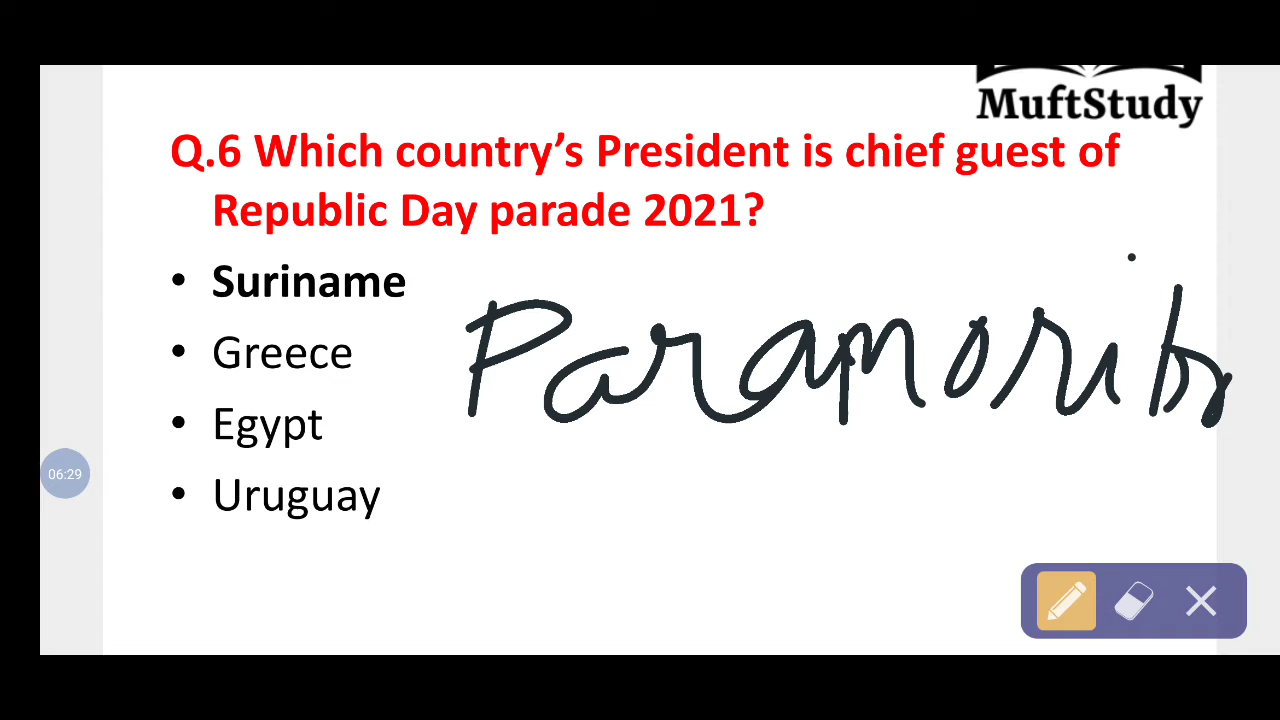 MuftStudy
Q.6 Which country's President is chief guest of
Republic Day parade 2021?
• Suriname
Paramoribo
• Greece
• Egypt
06:29
• Uruguay